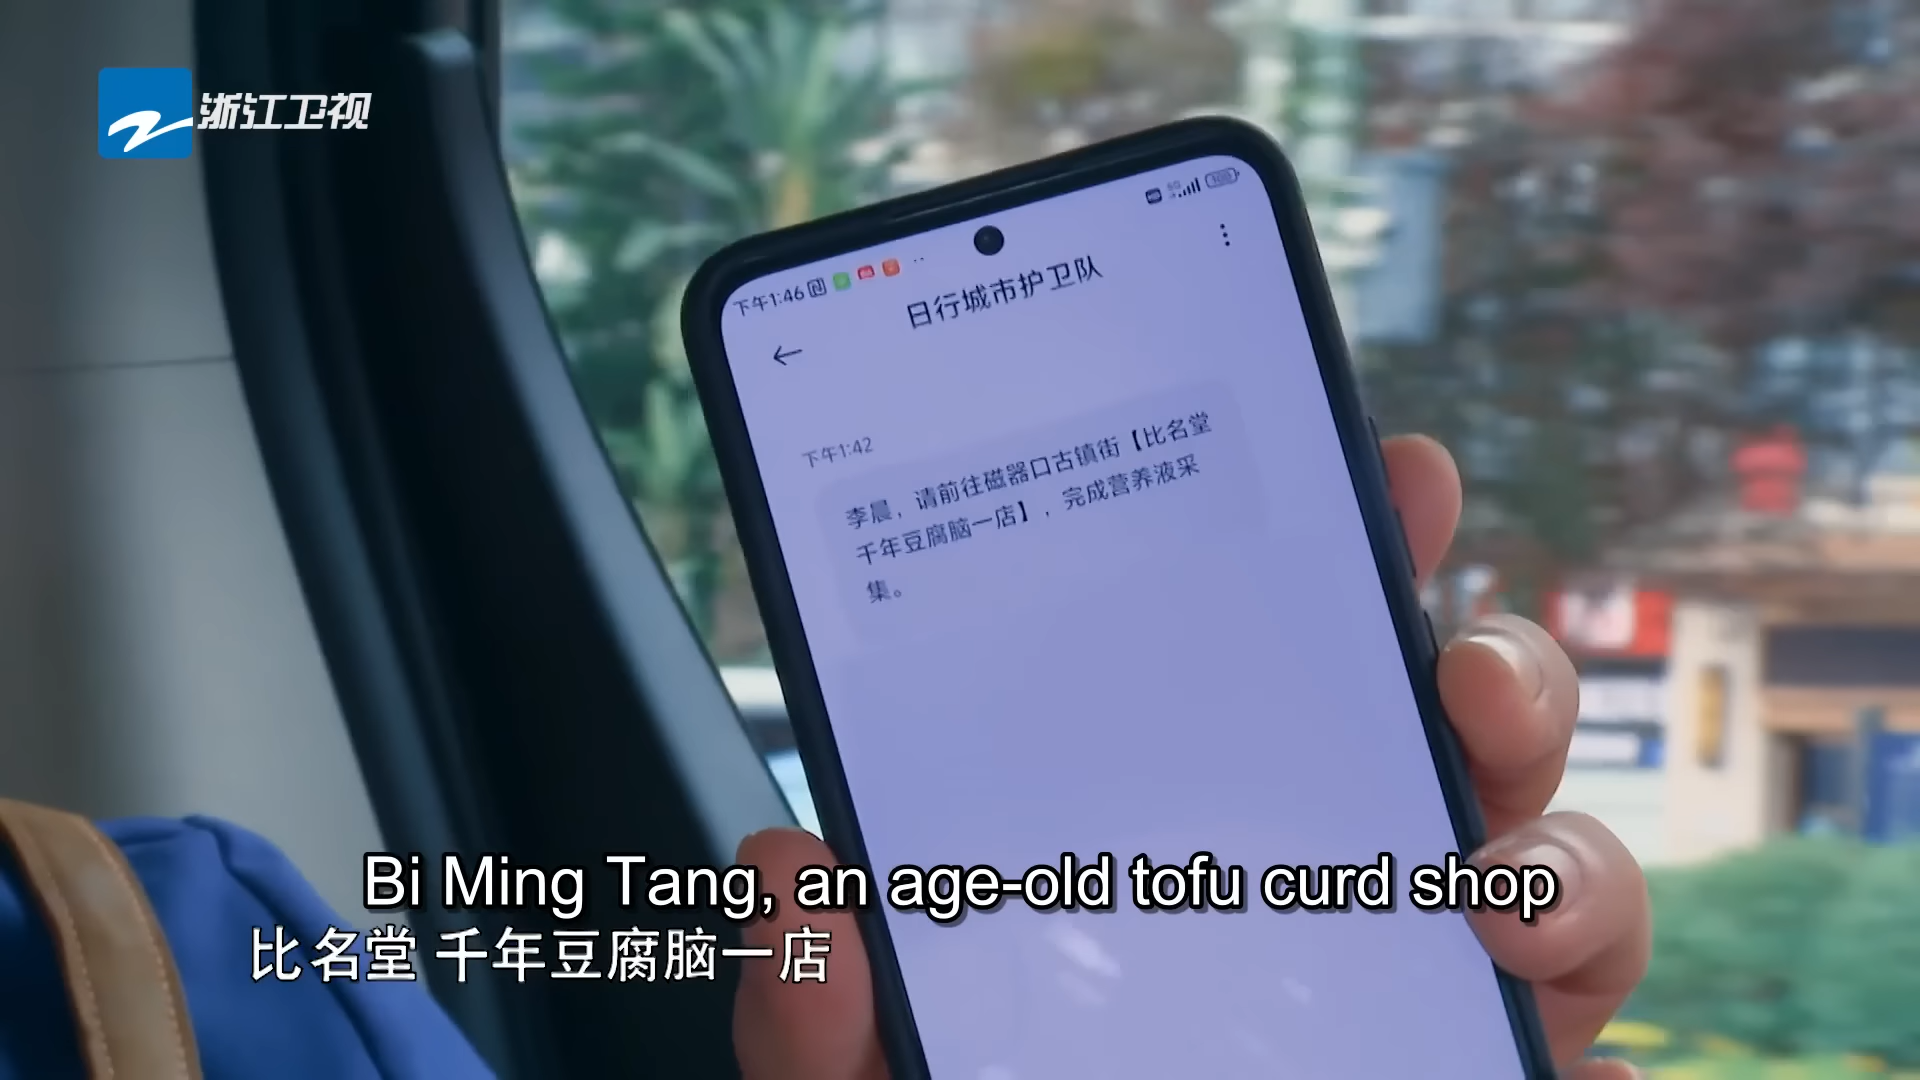 浙江卫视
下午1:46
日行城市护卫队
下午1:42
李晨，请前往磁器口古镇街【比名堂
千年豆腐脑一店】，完成营养液采
集。
Bi Ming Tang, an age-old tofu curd shop
比名堂 千年豆腐脑一店